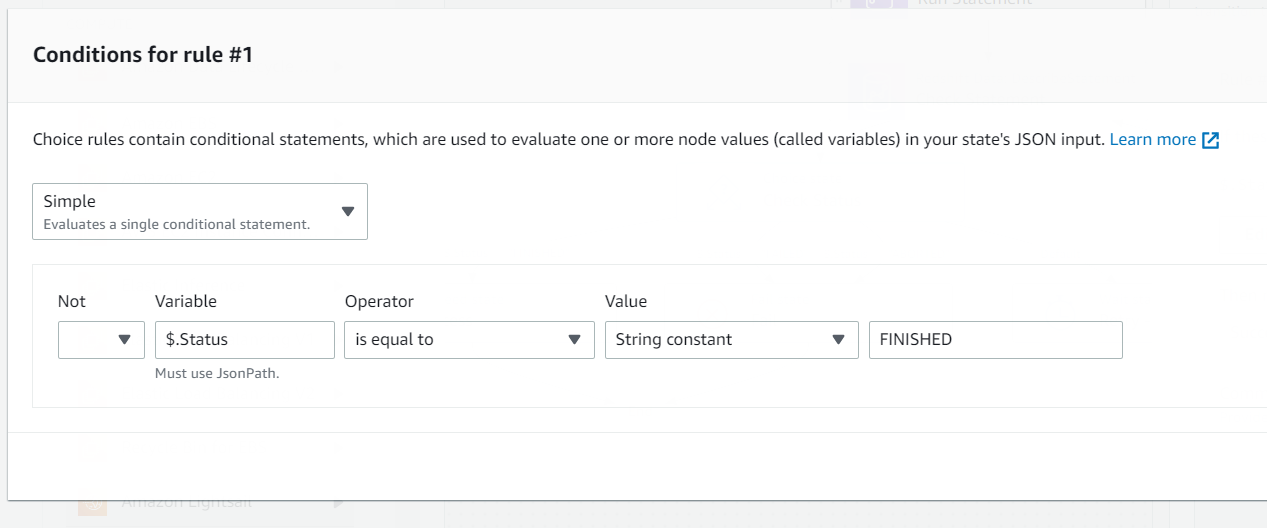 Run Statement
Conditions for rule #1
Choice rules contain conditional statements, which are used to evaluate one or more node values (called variables) in your state's JSON input. Learn more
Simple
Evaluates a single conditional statement.
Not Variable Operator Value
$.Status is equal to String constant FINISHED
Must use JsonPath.
Amazon Lightsail